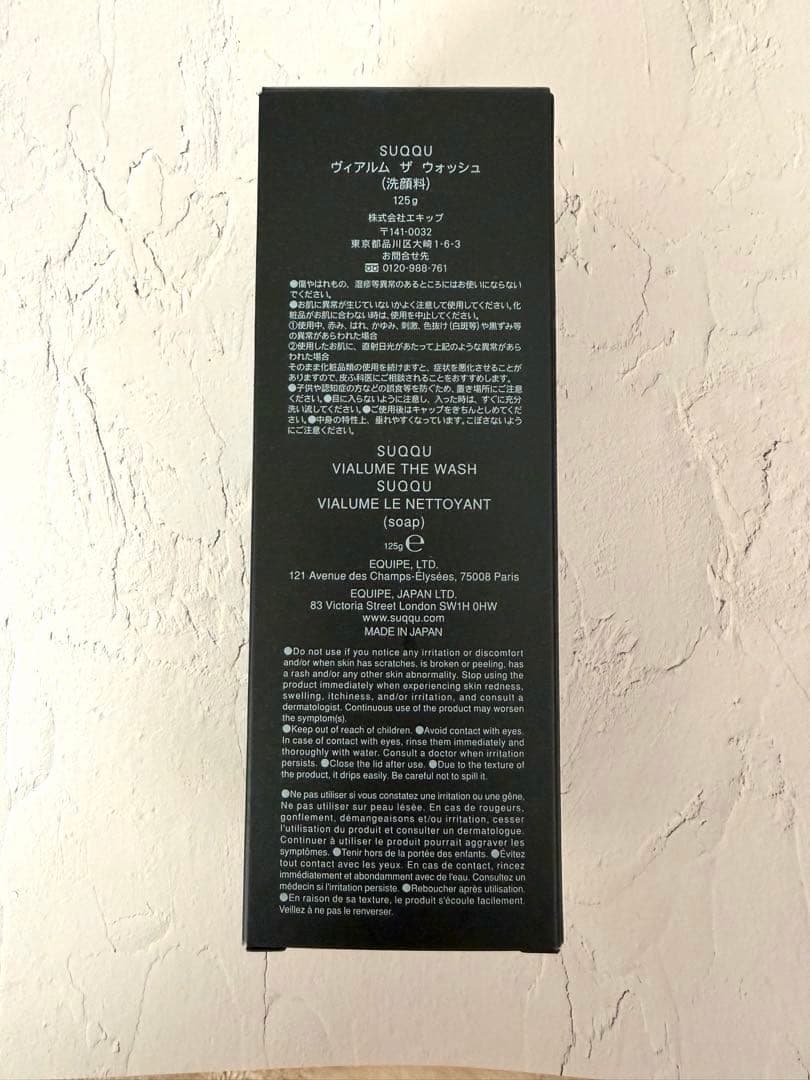 SUQQU
ヴィアルム ザ ウォッシュ
(洗顔料)
125g
株式会社エキップ
〒141-0032
東京都品川区大崎1-6-3
お問合せ先
0120-988-761
●傷やはれもの、湿疹等異常のあるところにはお使いにならない
でください。
●お肌に異常が生じていないかよく注意して使用してください。化
粧品がお肌に合わない時は、使用を中止してください。
①使用中、赤み、はれ、かゆみ、刺激、色抜け(白斑等)や黒ずみ等
の異常があらわれた場合
②使用したお肌に、直射日光があたって上記のような異常があら
われた場合
そのまま化粧品類の使用を続けますと、症状を悪化させることが
ありますので、皮ふ科医にご相談されることをおすすめします。
●子供や認知症の方などの誤食等を防ぐため、置き場所にご注意
ください。●目に入らないように注意し、入った時は、すぐに充分
洗い流してください。●ご使用後はキャップをきちんとしめてくだ
さい。●中身の特性上、垂れやすくなっています。こぼさないよう
にご注意ください。
SUQQU
VIALUME THE WASH
SUQQU
VIALUME LE NETTOYANT
(soap)
125g ℮
EQUIPE, LTD.
121 Avenue des Champs-Élysées, 75008 Paris
EQUIPE, JAPAN LTD.
83 Victoria Street London SW1H 0HW
www.suqqu.com
MADE IN JAPAN
●Do not use if you notice any irritation or discomfort
and/or when skin has scratches, is broken or peeling, has
a rash and/or any other skin abnormality. Stop using the
product immediately when experiencing skin redness,
swelling, itchiness, and/or irritation, and consult a
dermatologist. Continuous use of the product may worsen
the symptom(s).
●Keep out of reach of children. ●Avoid contact with eyes.
In case of contact with eyes, rinse them immediately and
thoroughly with water. Consult a doctor when irritation
persists. ●Close the lid after use. ●Due to the texture of
the product, it drips easily. Be careful not to spill it.
●Ne pas utiliser si vous constatez une irritation ou une gêne.
Ne pas utiliser sur peau lésée. En cas de rougeurs,
gonflement, démangeaisons et/ou irritation, cesser
l'utilisation du produit et consulter un dermatologue.
Continuer à utiliser le produit pourrait aggraver les
symptômes. ●Tenir hors de la portée des enfants. ●Évitez
tout contact avec les yeux. En cas de contact, rincez
immédiatement et abondamment avec de l'eau. Consultez un
médecin si l'irritation persiste. ●Reboucher après utilisation.
●En raison de sa texture, le produit s'écoule facilement.
Veillez à ne pas le renverser.